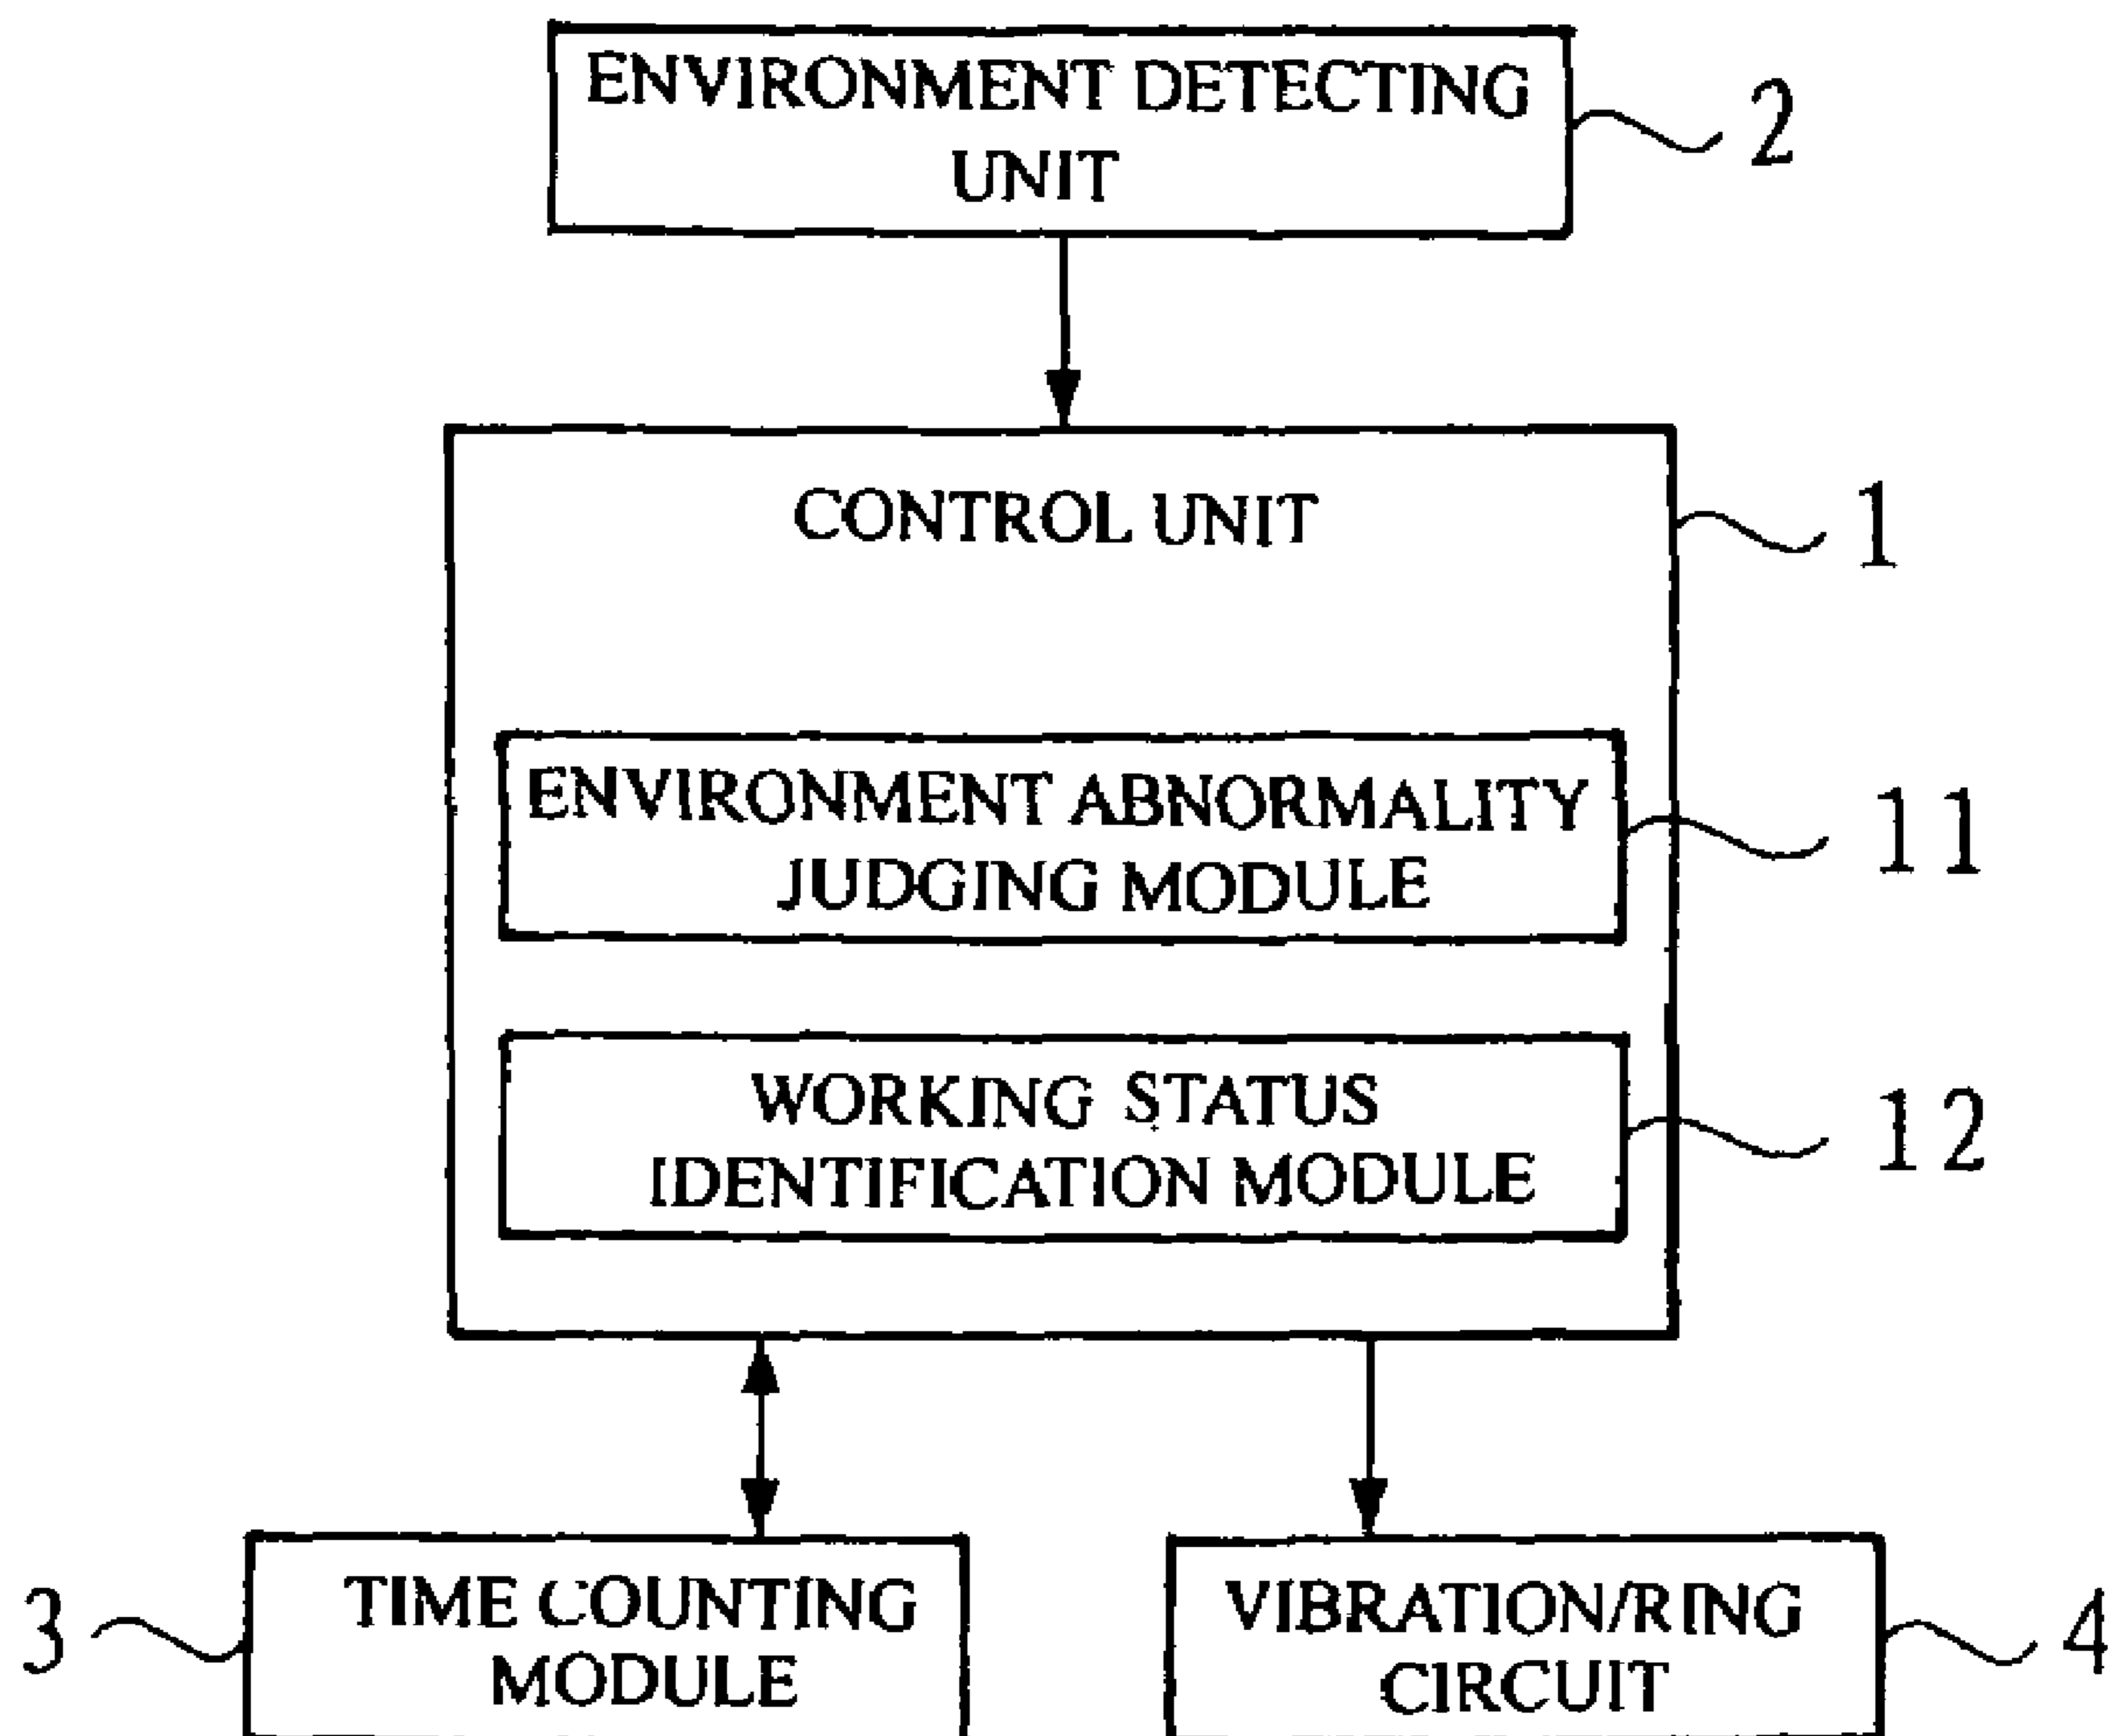 ENVIRONMENT DETECTING
UNIT
2
CONTROL UNIT
1
ENVIRONMENT ABNORMALITY
JUDGING MODULE
11
WORKING STATUS
IDENTIFICATION MODULE
12
3
TIME COUNTING
MODULE
VIBRATION/RING
CIRCUIT
4